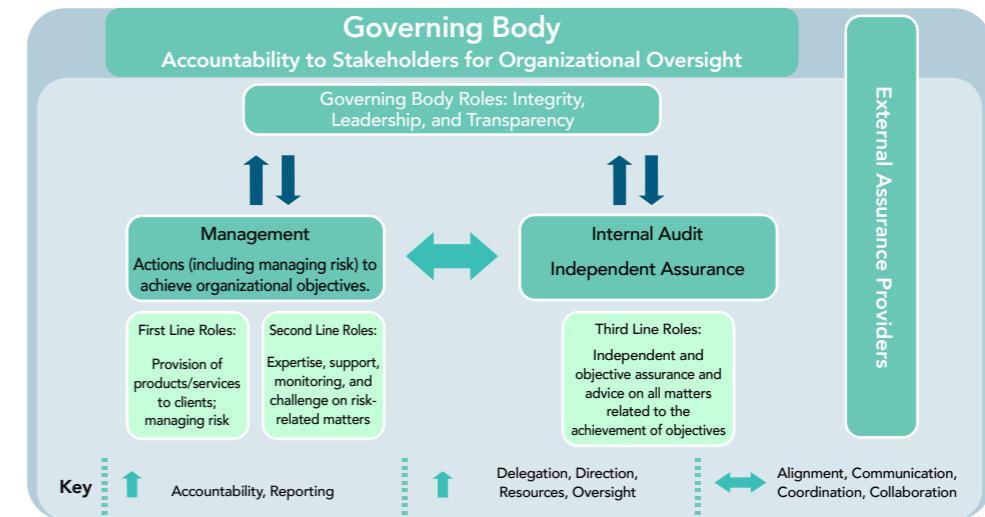 Governing Body
Accountability to Stakeholders for Organizational Oversight
Governing Body Roles: Integrity,
Leadership, and Transparency
Management
Actions (including managing risk) to
achieve organizational objectives.
Internal Audit
Independent Assurance
First Line Roles:
Provision of
products/services
to clients;
managing risk
Second Line Roles:
Expertise, support,
monitoring, and
challenge on risk-
related matters
Third Line Roles:
Independent and
objective assurance and
advice on all matters
related to the
achievement of objectives
External Assurance Providers
Key
Accountability, Reporting
Delegation, Direction,
Resources, Oversight
Alignment, Communication,
Coordination, Collaboration